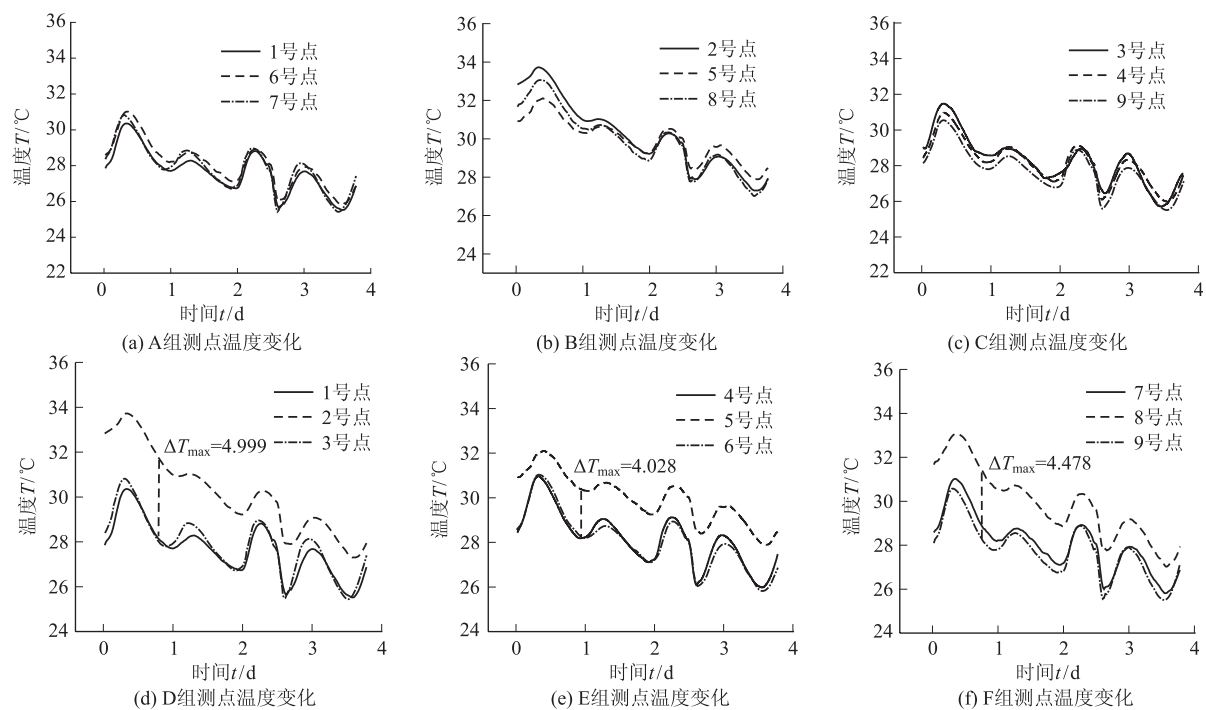 36
34
32
30
28
26
24
22
温度T/℃
1号点
6号点
7号点
0 1 2 3 4
时间t/d
(a) A组测点温度变化
36
34
32
30
28
26
24
温度T/℃
2号点
5号点
8号点
0 1 2 3 4
时间t/d
(b) B组测点温度变化
36
34
32
30
28
26
24
22
温度T/℃
3号点
4号点
9号点
0 1 2 3 4
时间t/d
(c) C组测点温度变化
36
34
32
30
28
26
24
温度T/℃
1号点
2号点
3号点
ΔTmax=4.999
0 1 2 3 4
时间t/d
(d) D组测点温度变化
36
34
32
30
28
26
24
温度T/℃
4号点
5号点
6号点
ΔTmax=4.028
0 1 2 3 4
时间t/d
(e) E组测点温度变化
36
34
32
30
28
26
24
温度T/℃
7号点
8号点
9号点
ΔTmax=4.478
0 1 2 3 4
时间t/d
(f) F组测点温度变化